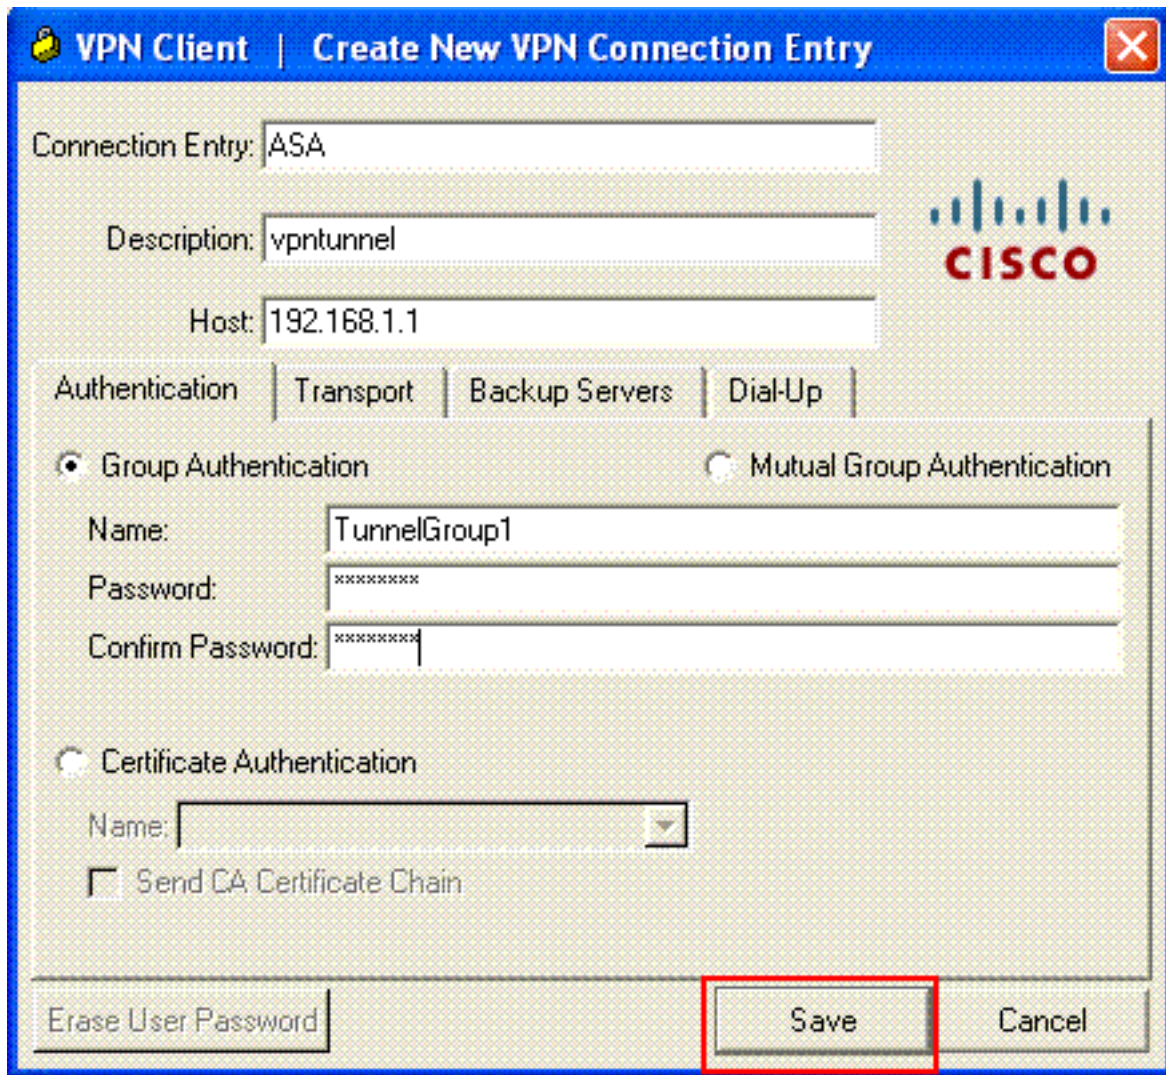 VPN Client | Create New VPN Connection Entry
Connection Entry: ASA
Description: vpntunnel
CISCO
Host: 192.168.1.1
Authentication Transport Backup Servers Dial-Up
Group Authentication Mutual Group Authentication
Name: TunnelGroup1
Password: ********
Confirm Password: ********
Certificate Authentication
Name:
Send CA Certificate Chain
Erase User Password Save Cancel